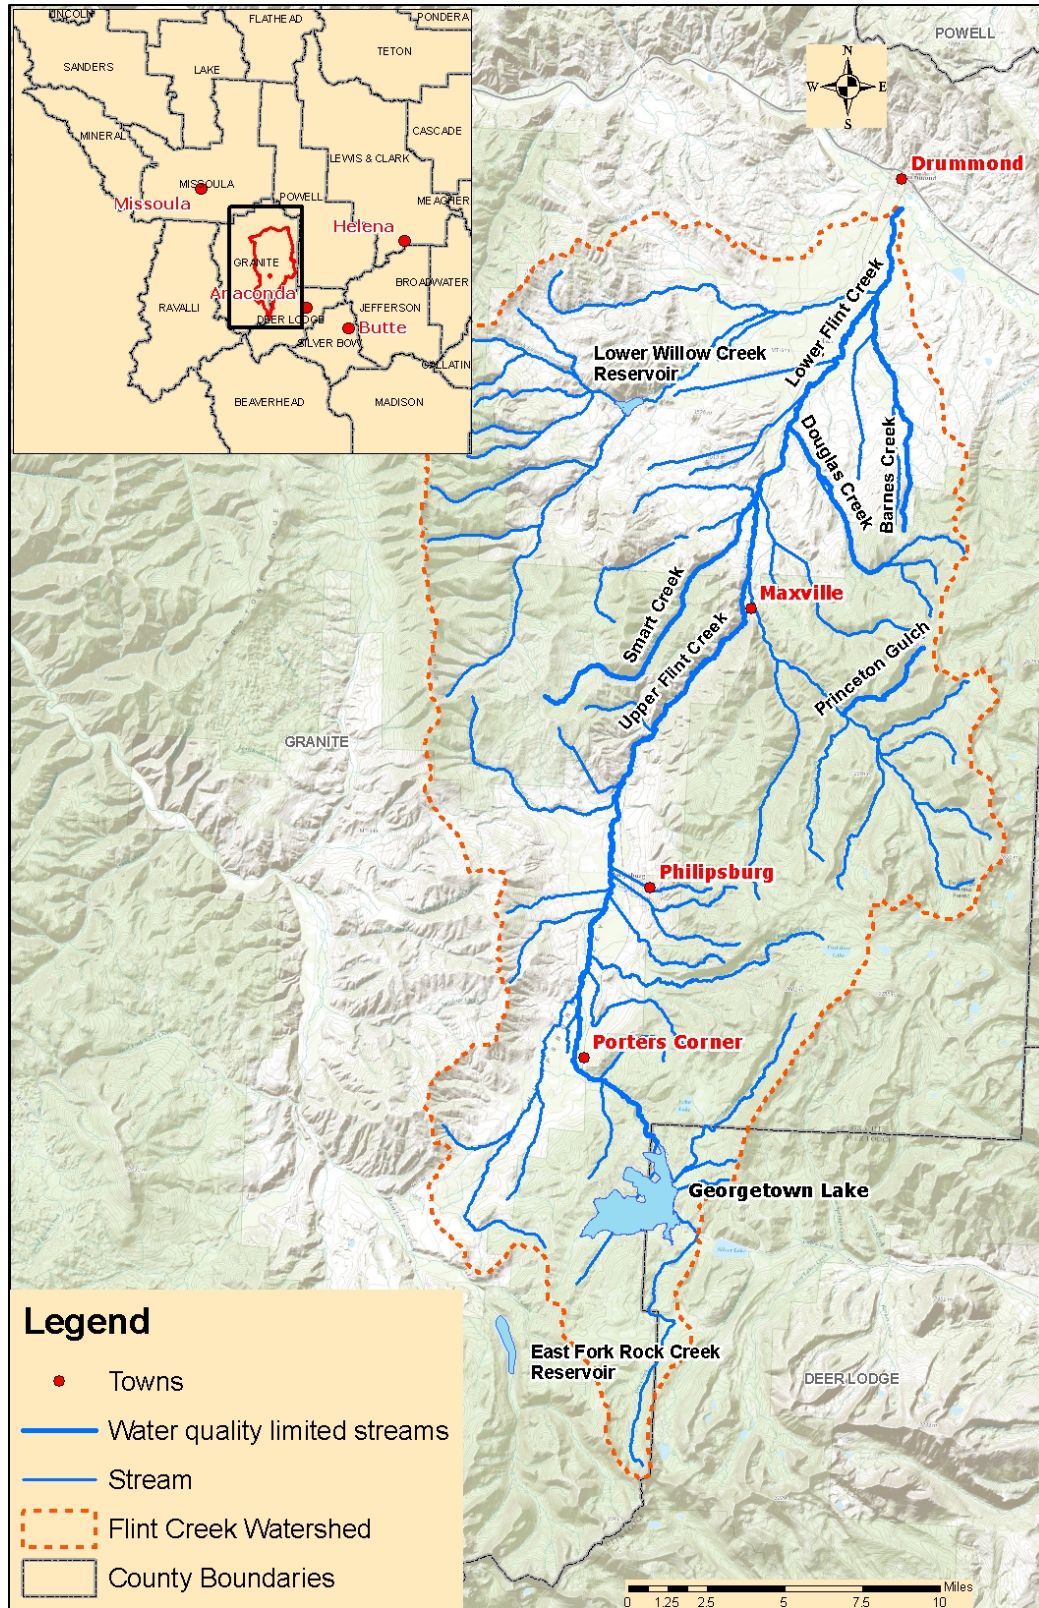 LINCOLN
FLATHEAD
PONDERA
TETON
SANDERS
LAKE
CASCADE
MINERAL
LEWIS & CLARK
MISSOULA
Missoula
POWELL
MEAGHER
Helena
GRANITE
BROADWATER
Anaconda
RAVALLI
DEER LODGE
JEFFERSON
Butte
SILVER BOW
GALLATIN
BEAVERHEAD
MADISON
POWELL
N
W E
S
Drummond
Lower Flint Creek
Lower Willow Creek
Reservoir
Douglas Creek
Barnes Creek
Smart Creek
Maxville
Upper Flint Creek
Princeton Gulch
GRANITE
Philipsburg
Porters Corner
Georgetown Lake
East Fork Rock Creek
Reservoir
DEER LODGE
Legend
Towns
Water quality limited streams
Stream
Flint Creek Watershed
County Boundaries
Miles
0 1.25 2.5 5 7.5 10